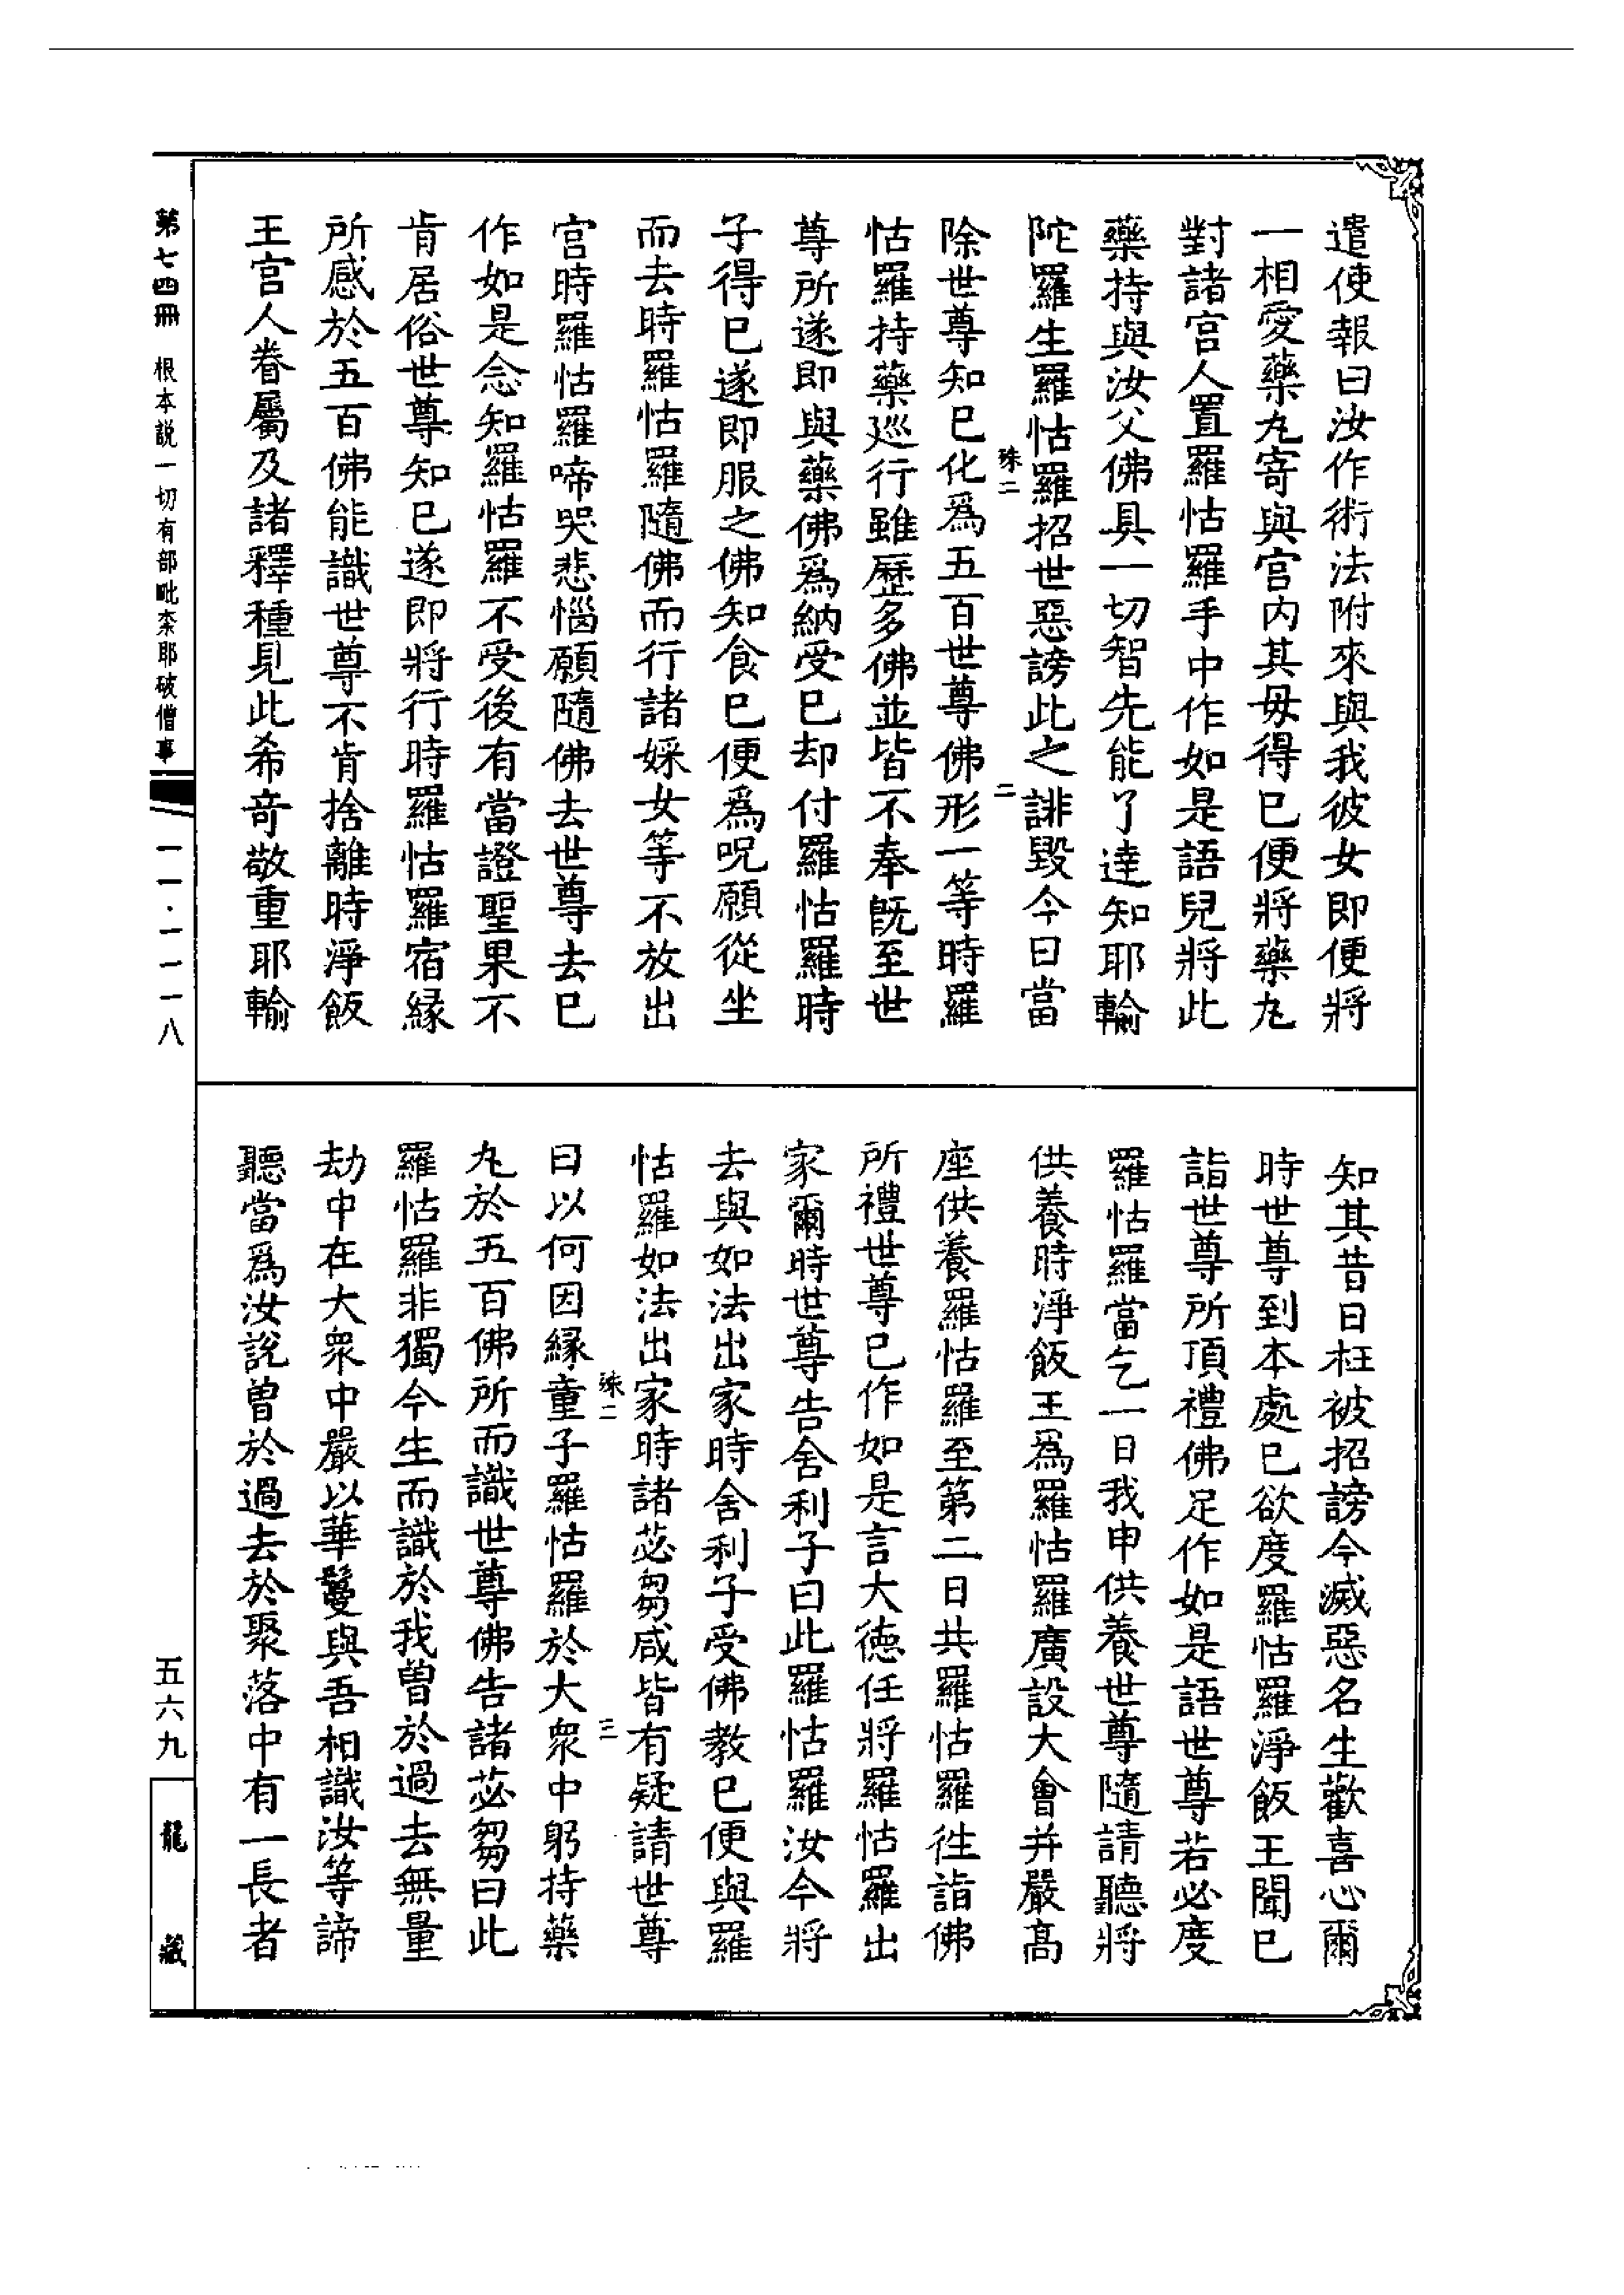 遣使報曰汝作術法附來與我彼女即便將
一相愛藥丸寄與宫内其毋得已便將藥丸
對諸宫人置羅怙羅手中作如是語兒將此
藥持與汝父佛具一切智先能了達知耶輸
陀羅生羅怙羅招世惡謗此之誹毀今日當
殊二
二
除世尊知已化爲五百世尊佛形一等時羅
怙羅持藥巡行雖歷多佛並皆不奉旣至世
尊所遂即與藥佛爲納受已却付羅怙羅時
子得已遂即服之佛知食已便爲呪願從坐
而去時羅怙羅隨佛而行諸婇女等不放出
宫時羅怙羅啼哭悲惱願隨佛去世尊去已
作如是念知羅怙羅不受後有當證聖果不
肯居俗世尊知已遂即將行時羅怙羅宿緣
所感於五百佛能識世尊不肯捨離時淨飯
王宫人眷屬及諸釋種見此希奇敬重耶輸
知其昔日枉被招謗今滅惡名生歡喜心爾
時世尊到本處已欲度羅怙羅淨飯王聞已
詣世尊所頂禮佛足作如是語世尊若必度
羅怙羅當乞一日我申供養世尊隨請聽將
供養時淨飯王爲羅怙羅廣設大會并嚴髙
座供養羅怙羅至第二日共羅怙羅徃詣佛
所禮世尊已作如是言大德任將羅怙羅出
家爾時世尊告舍利子曰此羅怙羅汝今將
去與如法出家時舍利子受佛教已便與羅
怙羅如法出家時諸苾芻咸皆有疑請世尊
殊二
三
曰以何因緣童子羅怙羅於大衆中躬持藥
丸於五百佛所而識世尊佛告諸苾芻曰此
羅怙羅非獨今生而識於我曾於過去無量
劫中在大衆中嚴以華鬘與吾相識汝等諦
聽當爲汝說曾於過去於聚落中有一長者
第七四冊 根本説一切有部毗柰耶破僧事
一一·一一一八
五六九
龍藏